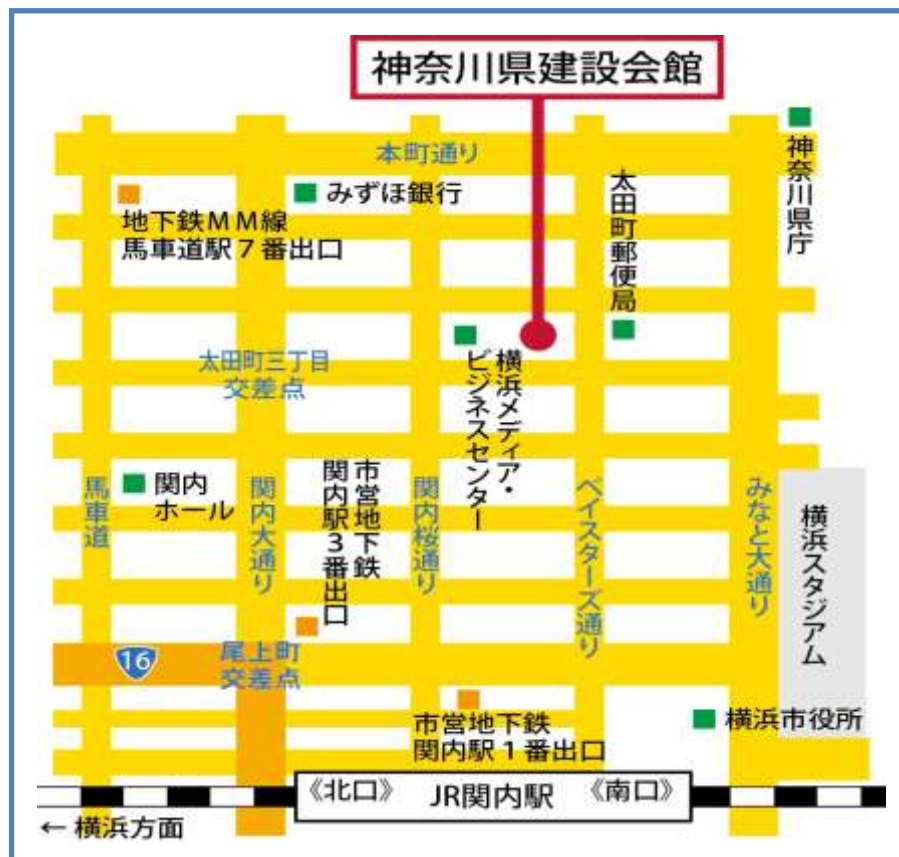 神奈川県建設会館
本町通り
神奈川県庁
みずほ銀行
太田町郵便局
地下鉄ＭＭ線
馬車道駅７番出口
太田町三丁目
交差点
横浜メディア・
ビジネスセンター
馬車道
関内
ホール
関内大通り
市営地下鉄
関内駅３番出口
関内桜通り
ベイスターズ通り
みなと大通り
横浜スタジアム
16
尾上町
交差点
市営地下鉄
関内駅１番出口
横浜市役所
《北口》 JR関内駅 《南口》
← 横浜方面